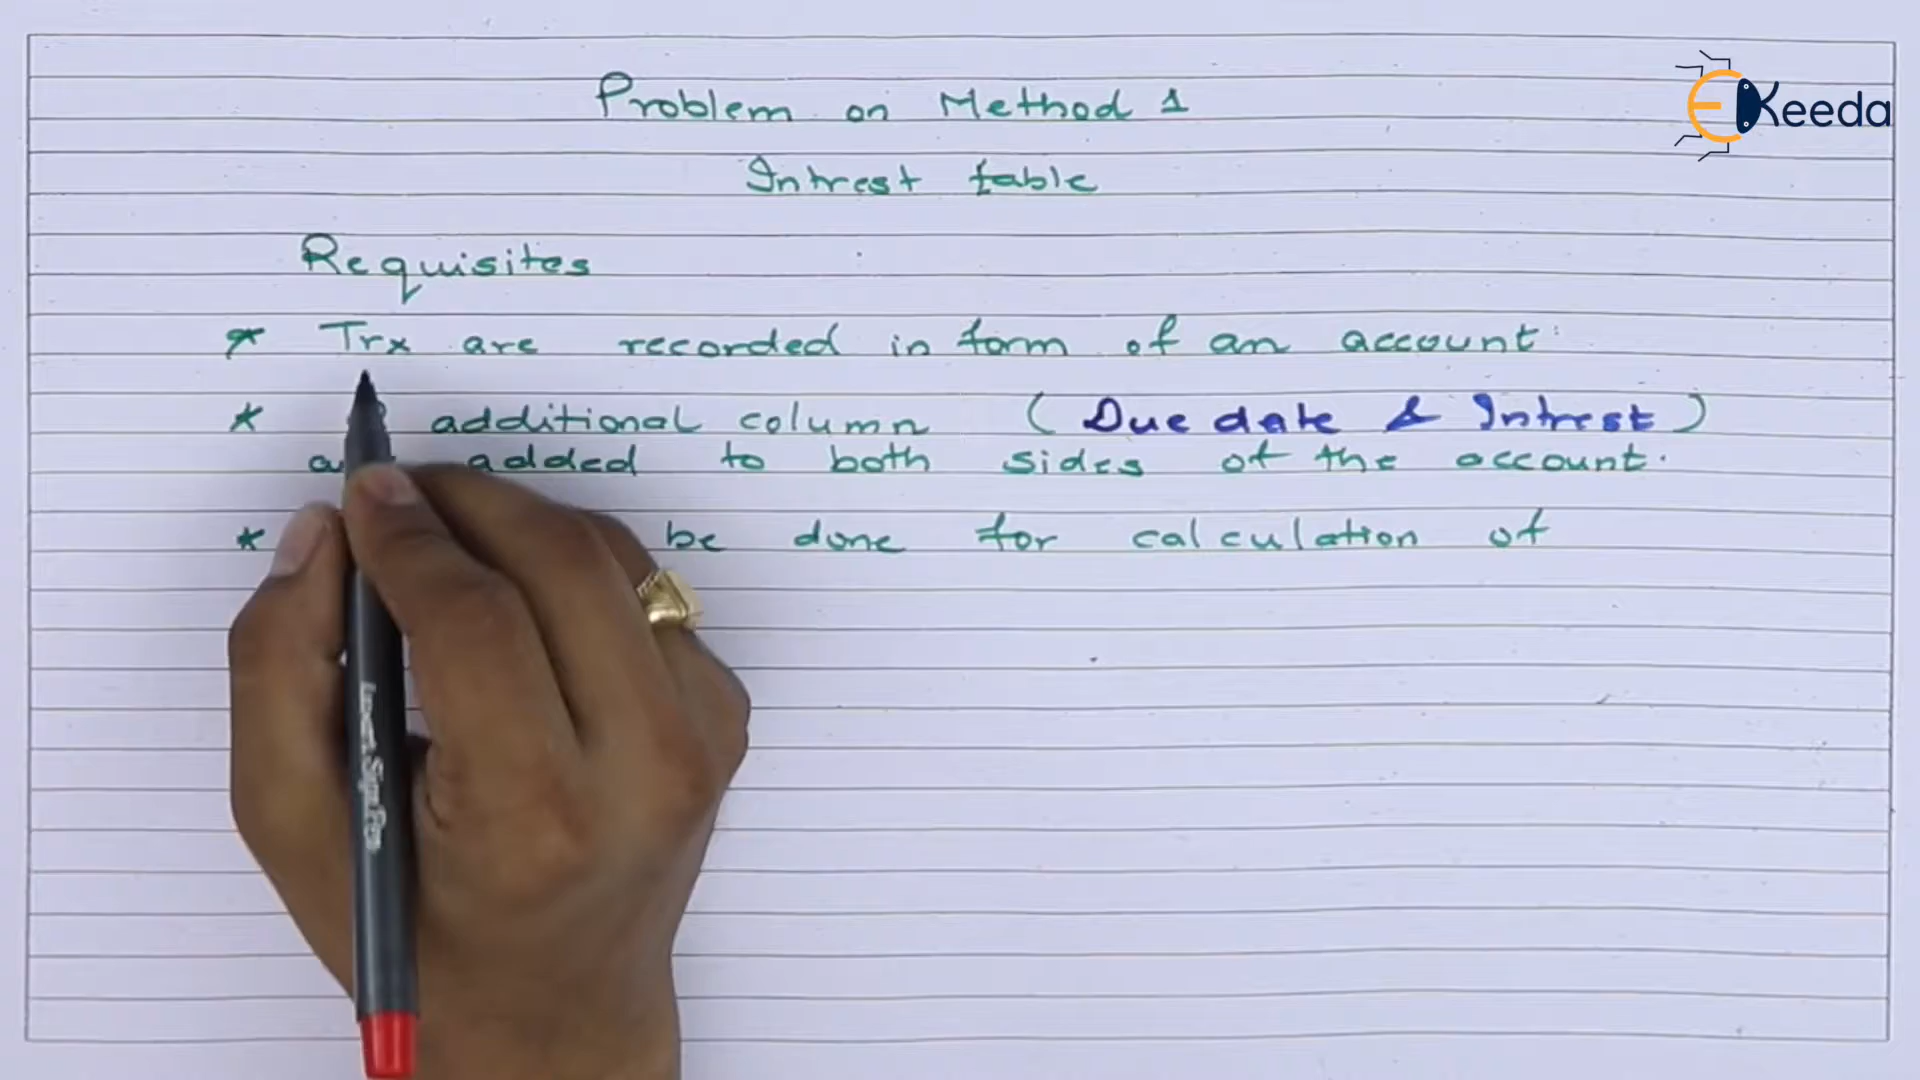 Problem on Method 1
Keeda
Intrest table
Requisites
* Trx are recorded in form of an account.
* additional column (Due date & Intrest)
added to both sides of the account.
* be done for calculation of